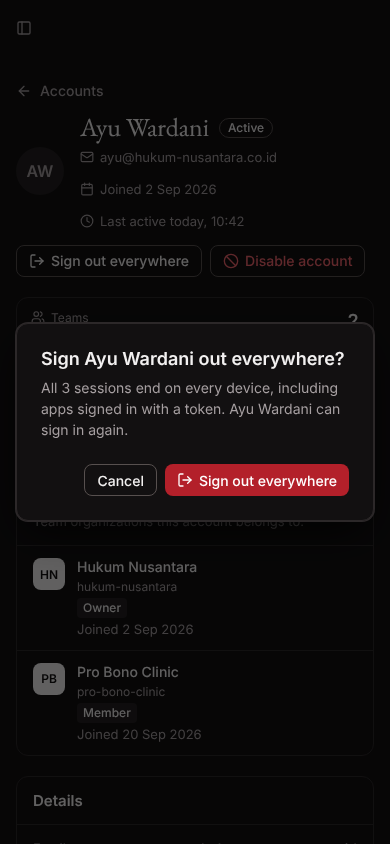 Accounts
Ayu Wardani
Active
AW
ayu@hukum-nusantara.co.id
Joined 2 Sep 2026
Last active today, 10:42
Sign out everywhere
Disable account
Teams
2
Sign Ayu Wardani out everywhere?
All 3 sessions end on every device, including
apps signed in with a token. Ayu Wardani can
sign in again.
Cancel
Sign out everywhere
Team organizations this account belongs to.
HN
Hukum Nusantara
hukum-nusantara
Owner
Joined 2 Sep 2026
PB
Pro Bono Clinic
pro-bono-clinic
Member
Joined 20 Sep 2026
Details